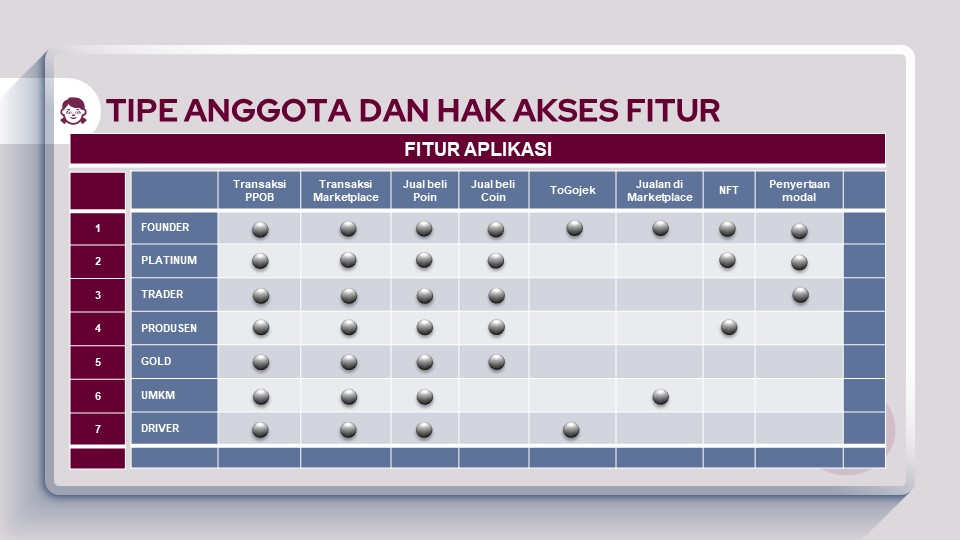 TIPE ANGGOTA DAN HAK AKSES FITUR
FITUR APLIKASI
Transaksi PPOB
Transaksi Marketplace
Jual beli Poin
Jual beli Coin
ToGojek
Jualan di Marketplace
NFT
Penyertaan modal
1 FOUNDER
2 PLATINUM
3 TRADER
4 PRODUSEN
5 GOLD
6 UMKM
7 DRIVER